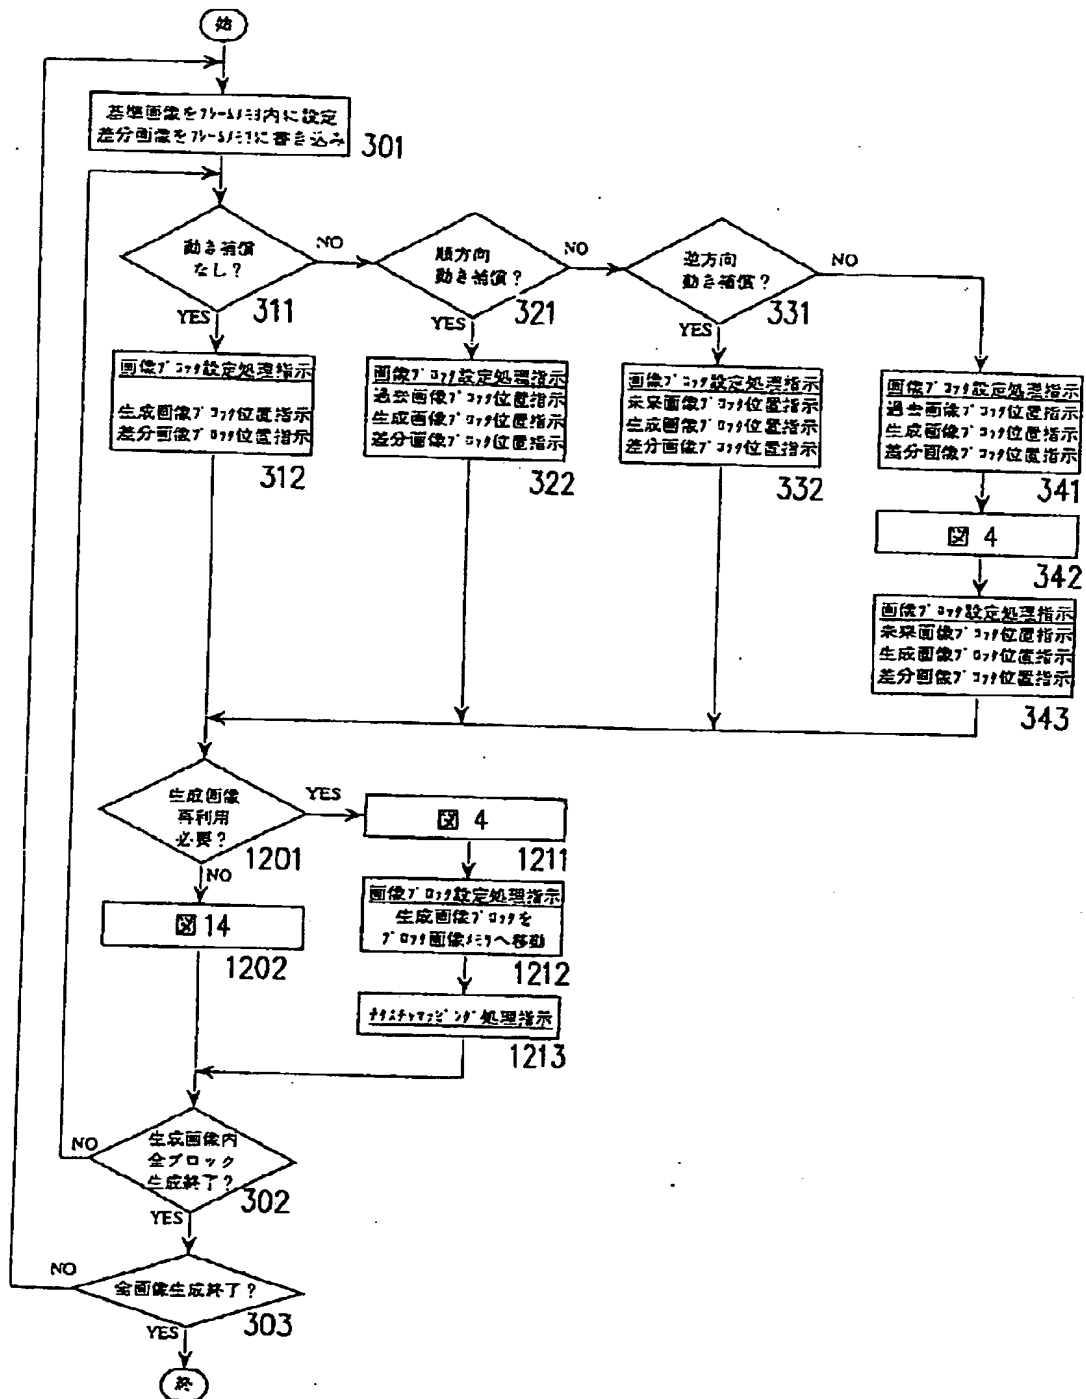 始
基準画像をフレームメモリ内に設定
差分画像をフレームメモリに書き込み
301
動き補償
なし?
NO
311
YES
順方向
動き補償?
NO
321
YES
逆方向
動き補償?
NO
331
YES
画像ブロック設定処理指示
生成画像ブロック位置指示
差分画像ブロック位置指示
312
画像ブロック設定処理指示
過去画像ブロック位置指示
生成画像ブロック位置指示
差分画像ブロック位置指示
322
画像ブロック設定処理指示
未来画像ブロック位置指示
生成画像ブロック位置指示
差分画像ブロック位置指示
332
画像ブロック設定処理指示
過去画像ブロック位置指示
生成画像ブロック位置指示
差分画像ブロック位置指示
341
図 4
342
画像ブロック設定処理指示
未来画像ブロック位置指示
生成画像ブロック位置指示
差分画像ブロック位置指示
343
生成画像
再利用
必要?
YES
1201
NO
図 4
1211
図 14
1202
画像ブロック設定処理指示
生成画像ブロックを
ブロック画像メモリへ移動
1212
テクスチャマッピング処理指示
1213
生成画像内
全ブロック
生成終了?
NO
302
YES
全画像生成終了?
NO
303
YES
終